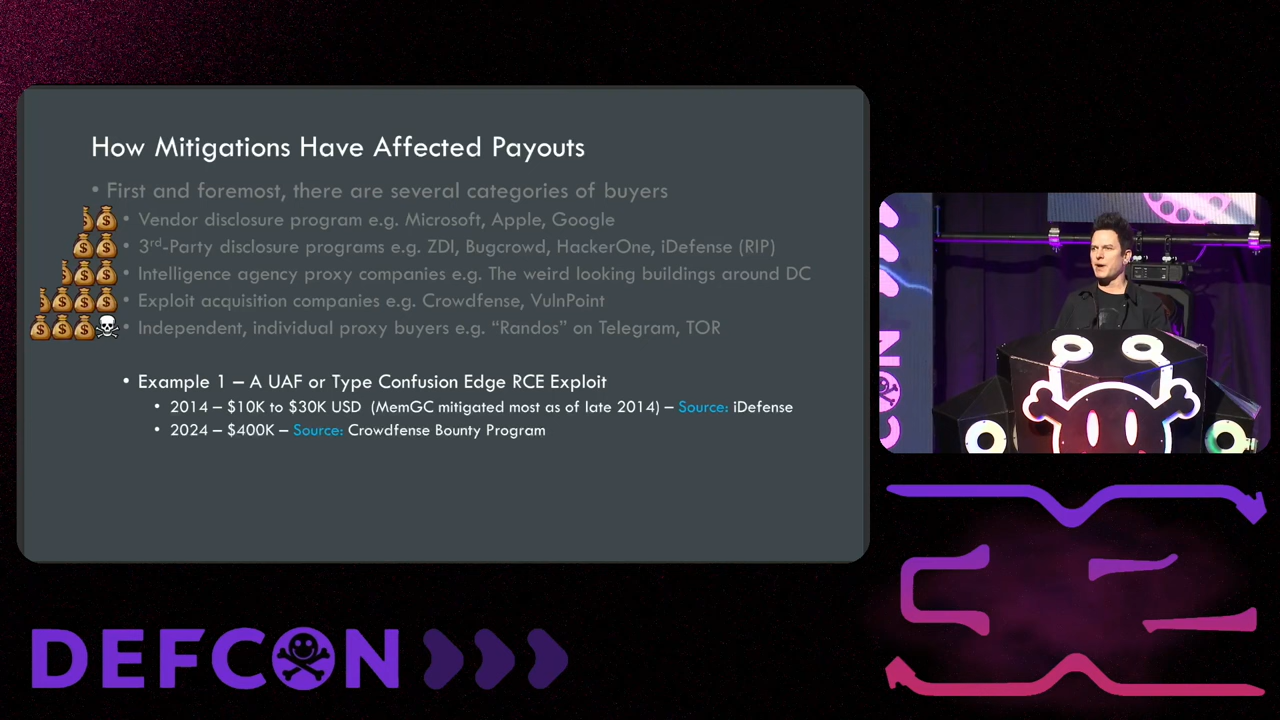 How Mitigations Have Affected Payouts
• First and foremost, there are several categories of buyers
• Vendor disclosure program e.g. Microsoft, Apple, Google
• 3rd-Party disclosure programs e.g. ZDI, Bugcrowd, HackerOne, iDefense (RIP)
• Intelligence agency proxy companies e.g. The weird looking buildings around DC
• Exploit acquisition companies e.g. Crowdfense, VulnPoint
• Independent, individual proxy buyers e.g. “Randos” on Telegram, TOR
• Example 1 – A UAF or Type Confusion Edge RCE Exploit
• 2014 – $10K to $30K USD (MemGC mitigated most as of late 2014) – Source: iDefense
• 2024 – $400K – Source: Crowdfense Bounty Program
CON
DEFCON